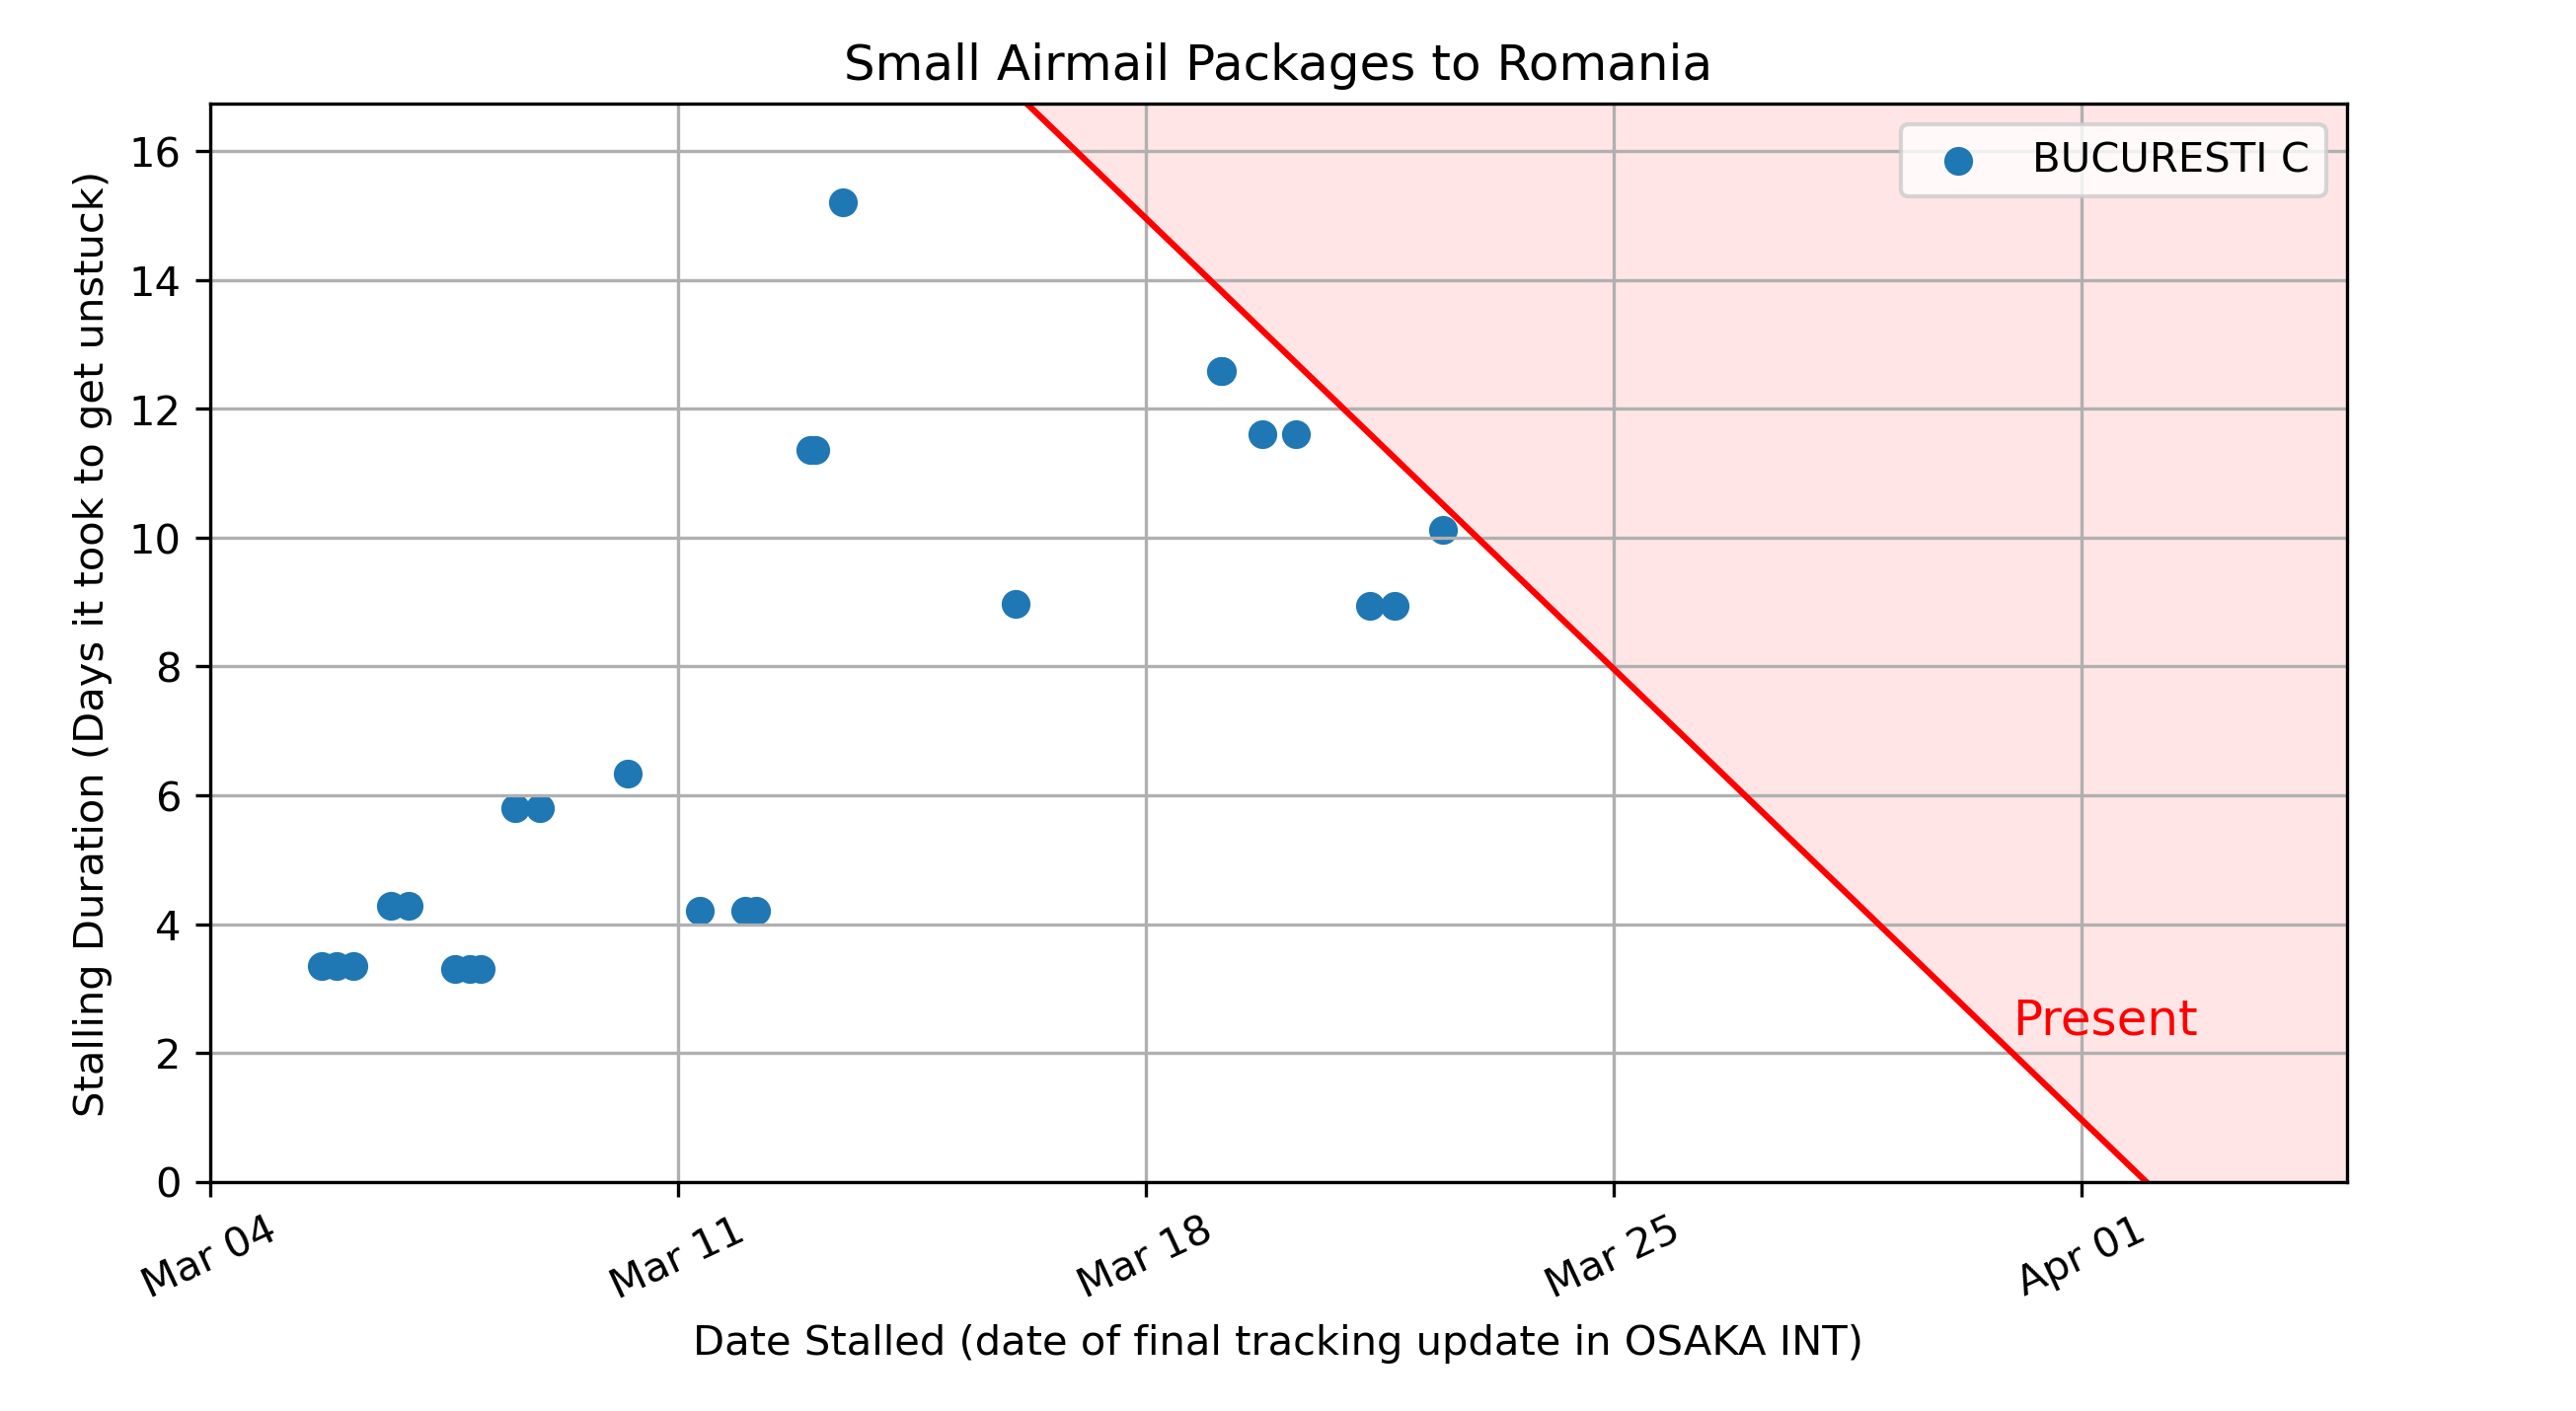 Small Airmail Packages to Romania
BUCURESTI C
Stalling Duration (Days it took to get unstuck)
16
14
12
10
8
6
4
2
0
Present
Mar 04
Mar 11
Mar 18
Mar 25
Apr 01
Date Stalled (date of final tracking update in OSAKA INT)